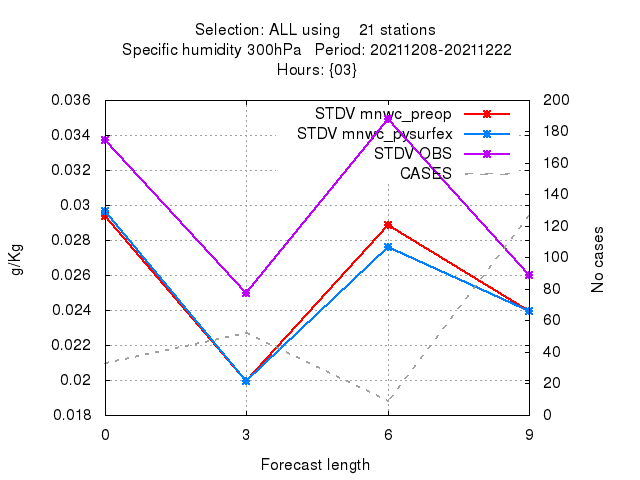 Selection: ALL using    21 stations
Specific humidity 300hPa   Period: 20211208-20211222
Hours: {03}
STDV mnwc_preop
STDV mnwc_pysurfex
STDV OBS
CASES
0.036
0.034
0.032
0.03
0.028
0.026
0.024
0.022
0.02
0.018
200
180
160
140
120
100
80
60
40
20
0
g/Kg
No cases
0
3
6
9
Forecast length